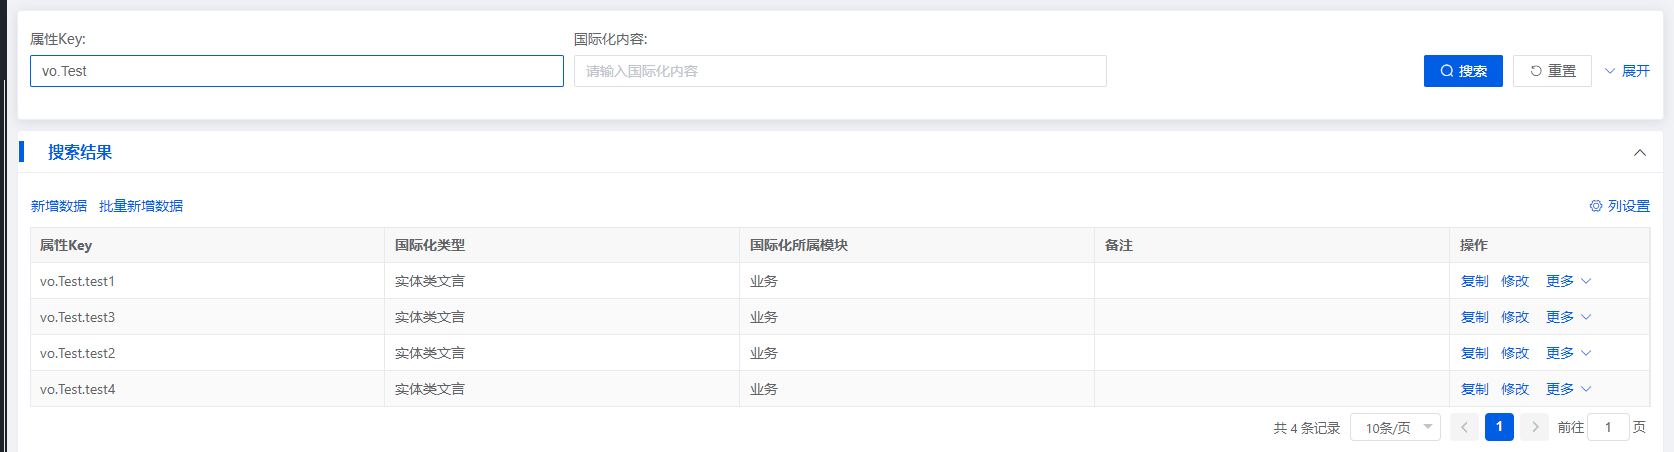 属性Key: 国际化内容:
vo.Test 请输入国际化内容 搜索 重置 展开
搜索结果
新增数据 批量新增数据 列设置
属性Key 国际化类型 国际化所属模块 备注 操作
vo.Test.test1 实体类文言 业务 复制 修改 更多
vo.Test.test3 实体类文言 业务 复制 修改 更多
vo.Test.test2 实体类文言 业务 复制 修改 更多
vo.Test.test4 实体类文言 业务 复制 修改 更多
共 4 条记录 10条/页 1 前往 1 页